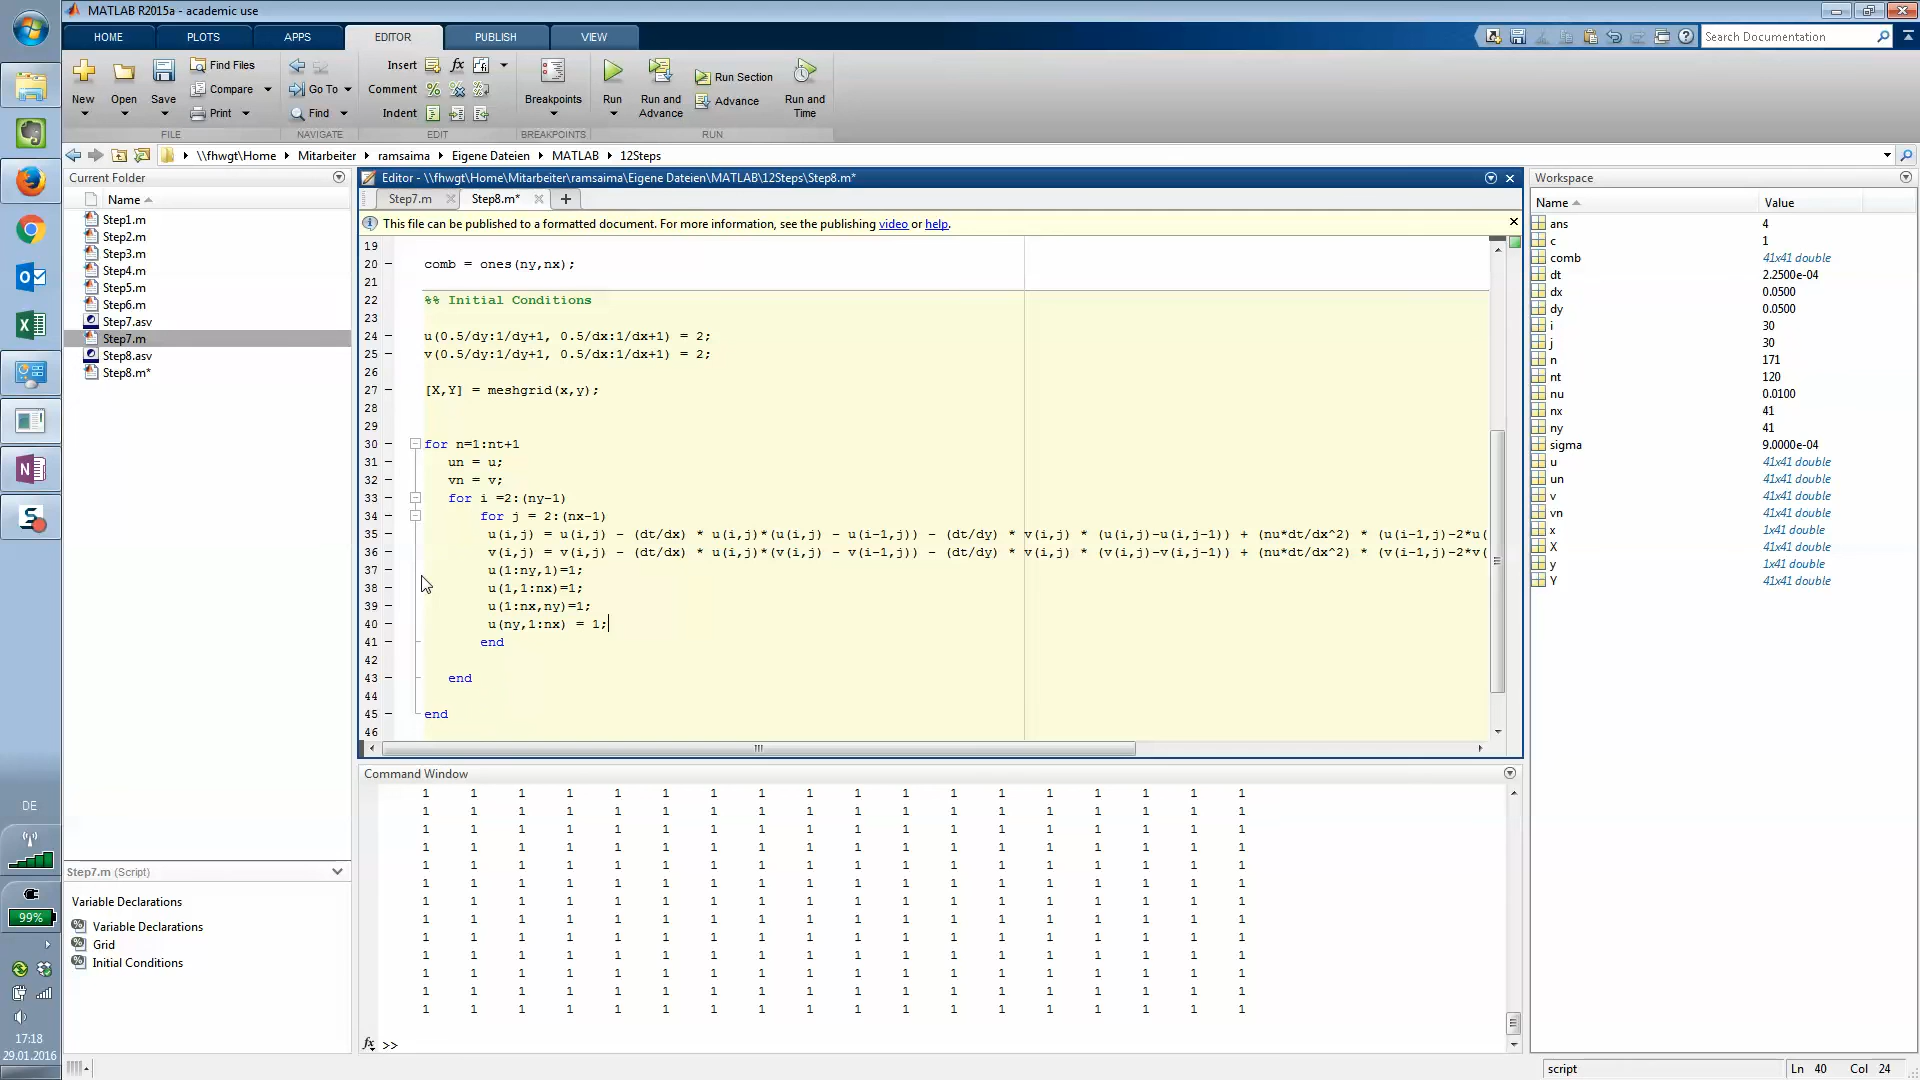 MATLAB R2015a - academic use
HOME PLOTS APPS EDITOR PUBLISH VIEW
Search Documentation
New Open Save Find Files Compare Print
FILE
Go To Find
NAVIGATE
Insert fx
Comment
Indent
EDIT
Breakpoints
BREAKPOINTS
Run Run and Advance Run Section Advance Run and Time
RUN
\\fhwgt\Home Mitarbeiter ramsaima Eigene Dateien MATLAB 12Steps
Current Folder
Name
Step1.m
Step2.m
Step3.m
Step4.m
Step5.m
Step6.m
Step7.asv
Step7.m
Step8.asv
Step8.m*
Step7.m (Script)
Variable Declarations
Variable Declarations
Grid
Initial Conditions
Editor - \\fhwgt\Home\Mitarbeiter\ramsaima\Eigene Dateien\MATLAB\12Steps\Step8.m*
Step7.m Step8.m*
This file can be published to a formatted document. For more information, see the publishing video or help.
19
20 comb = ones(ny,nx);
21
22 %% Initial Conditions
23
24 u(0.5/dy:1/dy+1, 0.5/dx:1/dx+1) = 2;
25 v(0.5/dy:1/dy+1, 0.5/dx:1/dx+1) = 2;
26
27 [X,Y] = meshgrid(x,y);
28
29
30 for n=1:nt+1
31 un = u;
32 vn = v;
33 for i =2:(ny-1)
34 for j = 2:(nx-1)
35 u(i,j) = u(i,j) - (dt/dx) * u(i,j)*(u(i,j) - u(i-1,j)) - (dt/dy) * v(i,j) * (u(i,j)-u(i,j-1)) + (nu*dt/dx^2) * (u(i-1,j)-2*u(
36 v(i,j) = v(i,j) - (dt/dx) * u(i,j)*(v(i,j) - v(i-1,j)) - (dt/dy) * v(i,j) * (v(i,j)-v(i,j-1)) + (nu*dt/dx^2) * (v(i-1,j)-2*v(
37 u(1:ny,1)=1;
38 u(1,1:nx)=1;
39 u(1:nx,ny)=1;
40 u(ny,1:nx) = 1;
41 end
42
43 end
44
45 end
46
Command Window
1 1 1 1 1 1 1 1 1 1 1 1 1 1 1 1 1 1
1 1 1 1 1 1 1 1 1 1 1 1 1 1 1 1 1 1
1 1 1 1 1 1 1 1 1 1 1 1 1 1 1 1 1 1
1 1 1 1 1 1 1 1 1 1 1 1 1 1 1 1 1 1
1 1 1 1 1 1 1 1 1 1 1 1 1 1 1 1 1 1
1 1 1 1 1 1 1 1 1 1 1 1 1 1 1 1 1 1
1 1 1 1 1 1 1 1 1 1 1 1 1 1 1 1 1 1
1 1 1 1 1 1 1 1 1 1 1 1 1 1 1 1 1 1
1 1 1 1 1 1 1 1 1 1 1 1 1 1 1 1 1 1
1 1 1 1 1 1 1 1 1 1 1 1 1 1 1 1 1 1
1 1 1 1 1 1 1 1 1 1 1 1 1 1 1 1 1 1
1 1 1 1 1 1 1 1 1 1 1 1 1 1 1 1 1 1
1 1 1 1 1 1 1 1 1 1 1 1 1 1 1 1 1 1
fx >>
Workspace
Name Value
ans 4
c 1
comb 41x41 double
dt 2.2500e-04
dx 0.0500
dy 0.0500
i 30
j 30
n 171
nt 120
nu 0.0100
nx 41
ny 41
sigma 9.0000e-04
u 41x41 double
un 41x41 double
v 41x41 double
vn 41x41 double
x 1x41 double
X 41x41 double
y 1x41 double
Y 41x41 double
script
Ln 40 Col 24
DE
99%
17:18
29.01.2016